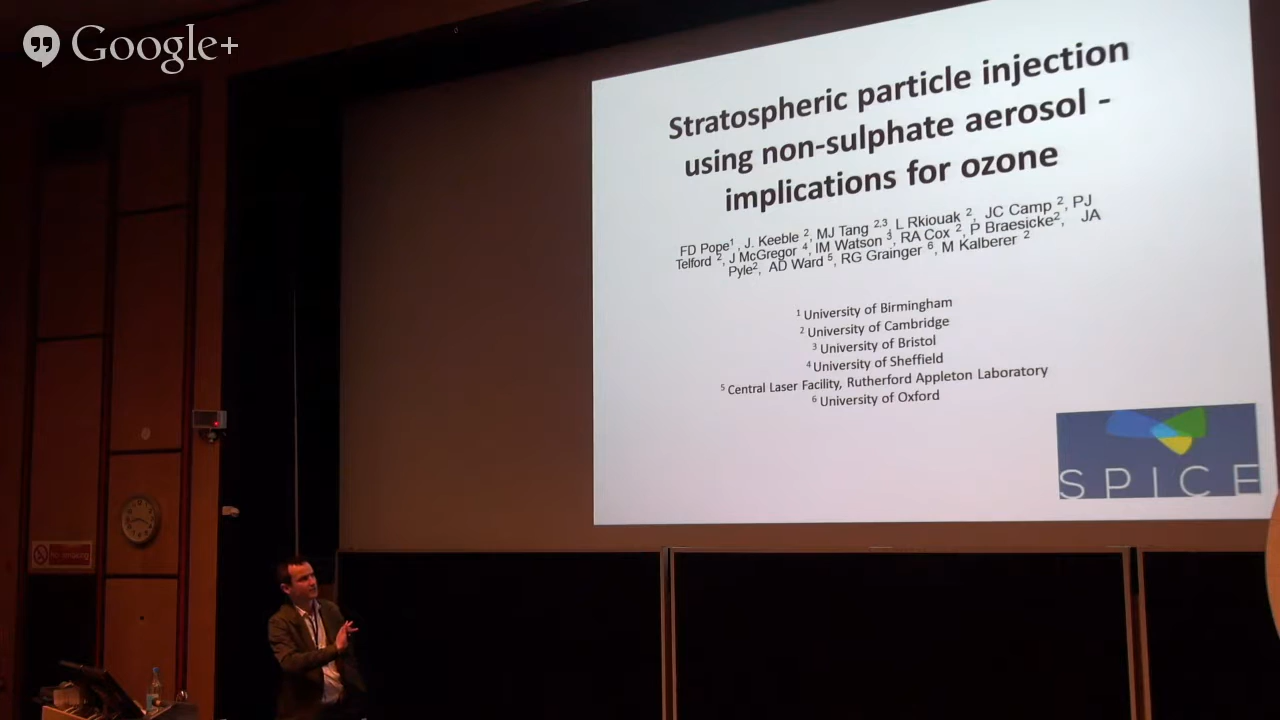 Google+
Stratospheric particle injection
using non-sulphate aerosol -
implications for ozone
FD Pope1, J. Keeble 2, MJ Tang 2,3, L Rkiouak 2, JC Camp 2, PJ
Telford 2, J McGregor 4, IM Watson 3, RA Cox 2, P Braesicke2, JA
Pyle2, AD Ward 5, RG Grainger 6, M Kalberer 2
1 University of Birmingham
2 University of Cambridge
3 University of Bristol
4 University of Sheffield
5 Central Laser Facility, Rutherford Appleton Laboratory
6 University of Oxford
SPICE
No smoking